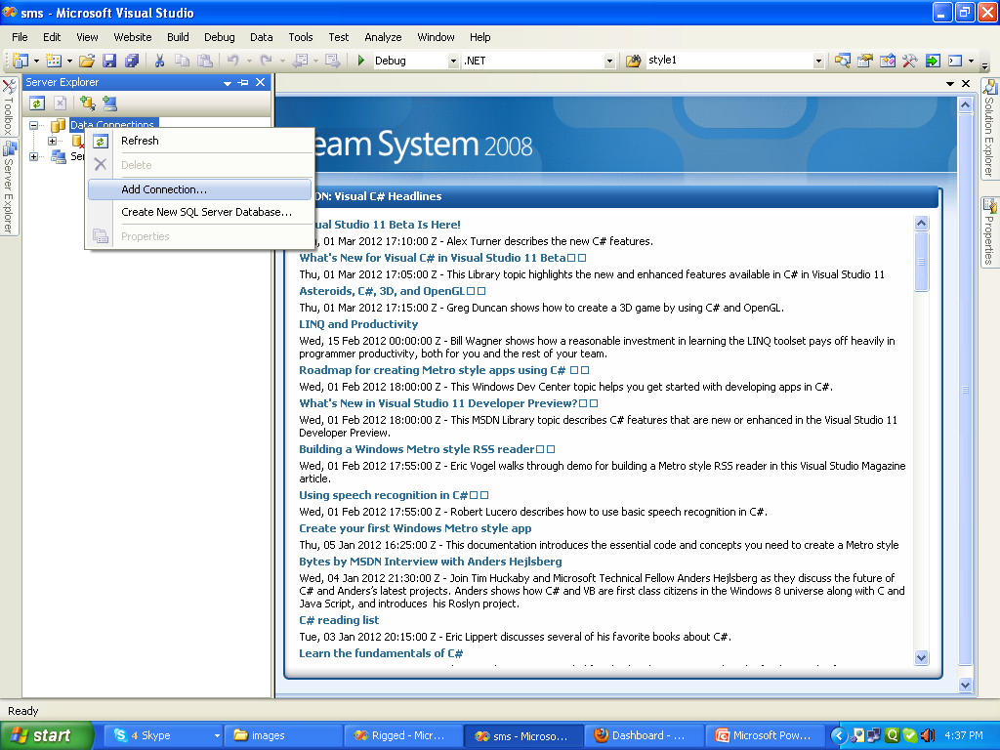 sms - Microsoft Visual Studio
File Edit View Website Build Debug Data Tools Test Analyze Window Help
Debug .NET style1
Server Explorer
Toolbox
Server Explorer
Data Connections
Ser
Refresh
Delete
Add Connection...
Create New SQL Server Database...
Properties
eam System 2008
DN: Visual C# Headlines
ual Studio 11 Beta Is Here!
, 01 Mar 2012 17:10:00 Z - Alex Turner describes the new C# features.
What's New for Visual C# in Visual Studio 11 Beta
Thu, 01 Mar 2012 17:05:00 Z - This Library topic highlights the new and enhanced features available in C# in Visual Studio 11
Asteroids, C#, 3D, and OpenGL
Thu, 01 Mar 2012 17:15:00 Z - Greg Duncan shows how to create a 3D game by using C# and OpenGL.
LINQ and Productivity
Wed, 15 Feb 2012 00:00:00 Z - Bill Wagner shows how a reasonable investment in learning the LINQ toolset pays off heavily in
programmer productivity, both for you and the rest of your team.
Roadmap for creating Metro style apps using C#
Wed, 01 Feb 2012 18:00:00 Z - This Windows Dev Center topic helps you get started with developing apps in C#.
What's New in Visual Studio 11 Developer Preview?
Wed, 01 Feb 2012 18:00:00 Z - This MSDN Library topic describes C# features that are new or enhanced in the Visual Studio 11
Developer Preview.
Building a Windows Metro style RSS reader
Wed, 01 Feb 2012 17:55:00 Z - Eric Vogel walks through demo for building a Metro style RSS reader in this Visual Studio Magazine
article.
Using speech recognition in C#
Wed, 01 Feb 2012 17:55:00 Z - Robert Lucero describes how to use basic speech recognition in C#.
Create your first Windows Metro style app
Thu, 05 Jan 2012 16:25:00 Z - This documentation introduces the essential code and concepts you need to create a Metro style
Bytes by MSDN Interview with Anders Hejlsberg
Wed, 04 Jan 2012 21:30:00 Z - Join Tim Huckaby and Microsoft Technical Fellow Anders Hejlsberg as they discuss the future of
C# and Anders's latest projects. Anders shows how C# and VB are first class citizens in the Windows 8 universe along with C and
Java Script, and introduces his Roslyn project.
C# reading list
Tue, 03 Jan 2012 20:15:00 Z - Eric Lippert discusses several of his favorite books about C#.
Learn the fundamentals of C#
Solution Explorer
Properties
Ready
start 4 Skype images Rigged - Micr... sms - Microso... Dashboard - ... Microsoft Pow... 4:37 PM